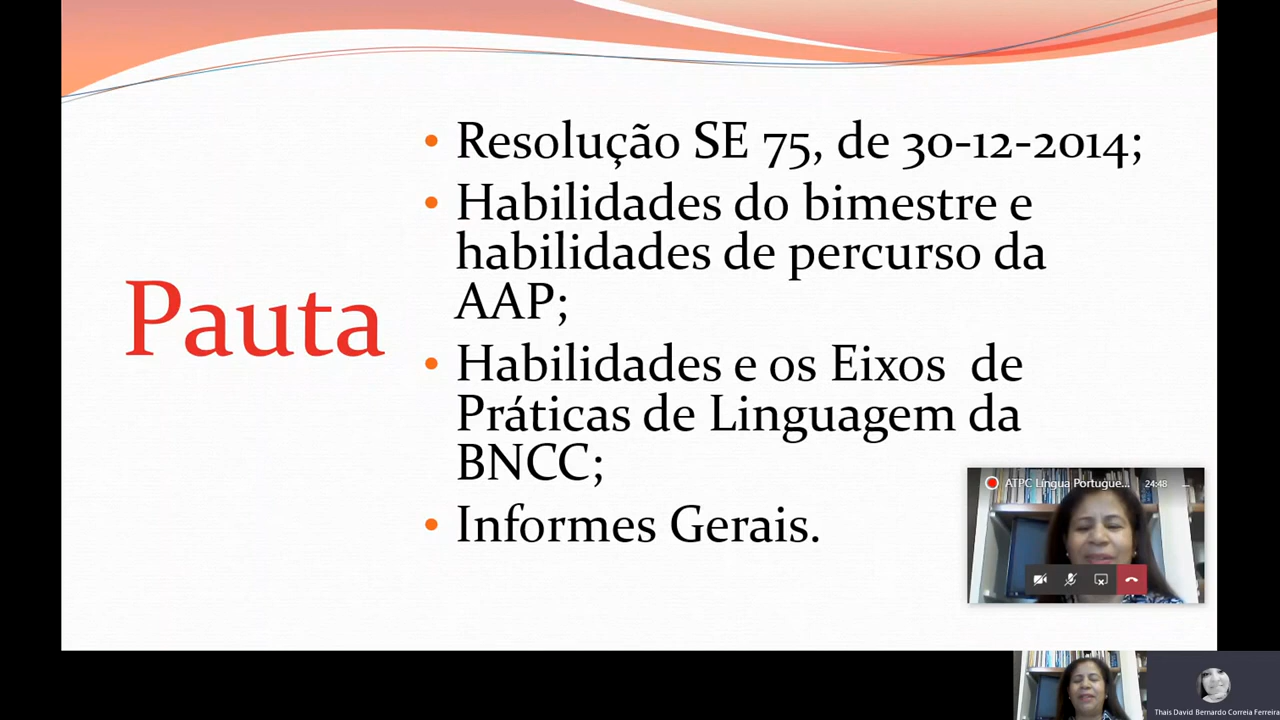 Pauta
• Resolução SE 75, de 30-12-2014;
• Habilidades do bimestre e
habilidades de percurso da
AAP;
• Habilidades e os Eixos de
Práticas de Linguagem da
BNCC;
• Informes Gerais.
ATPC Língua Portugue... 24:48
Thais David Bernardo Correia Ferreira